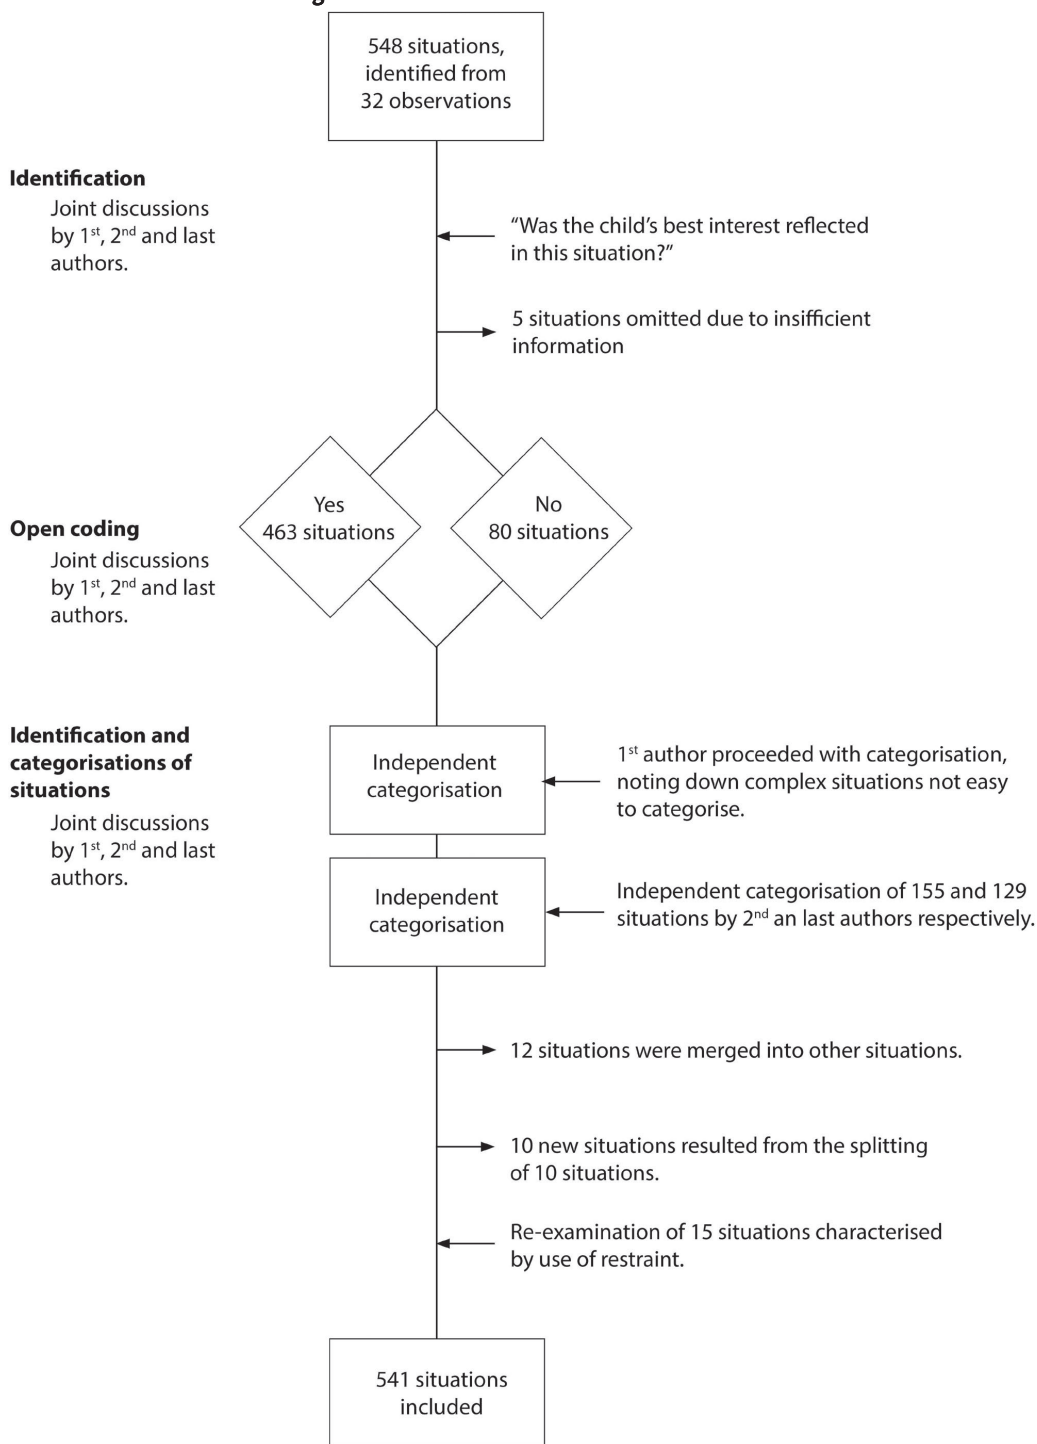 548 situations,
identified from
32 observations
Identification
Joint discussions
by 1st, 2nd and last
authors.
“Was the child’s best interest reflected
in this situation?”
5 situations omitted due to insifficient
information
Yes
463 situations
No
80 situations
Open coding
Joint discussions
by 1st, 2nd and last
authors.
Identification and
categorisations of
situations
Joint discussions
by 1st, 2nd and last
authors.
Independent
categorisation
1st author proceeded with categorisation,
noting down complex situations not easy
to categorise.
Independent
categorisation
Independent categorisation of 155 and 129
situations by 2nd an last authors respectively.
12 situations were merged into other situations.
10 new situations resulted from the splitting
of 10 situations.
Re-examination of 15 situations characterised
by use of restraint.
541 situations
included